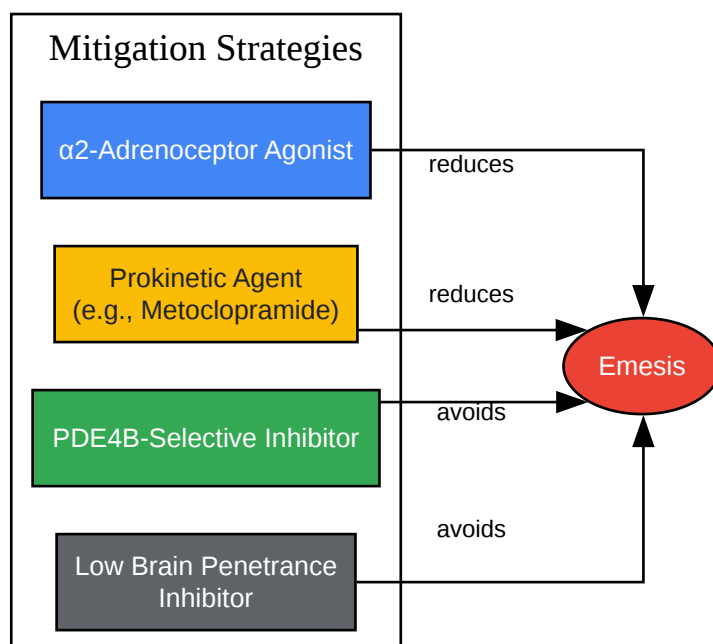 Mitigation Strategies
α2-Adrenoceptor Agonist
reduces
Prokinetic Agent
(e.g., Metoclopramide)
reduces
Emesis
PDE4B-Selective Inhibitor
avoids
Low Brain Penetrance
Inhibitor
avoids